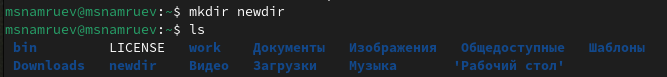 msnamruev@msnamruev:~$ mkdir newdir
msnamruev@msnamruev:~$ ls
bin LICENSE work Документы Изображения Общедоступные Шаблоны
Downloads newdir Видео Загрузки Музыка 'Рабочий стол'